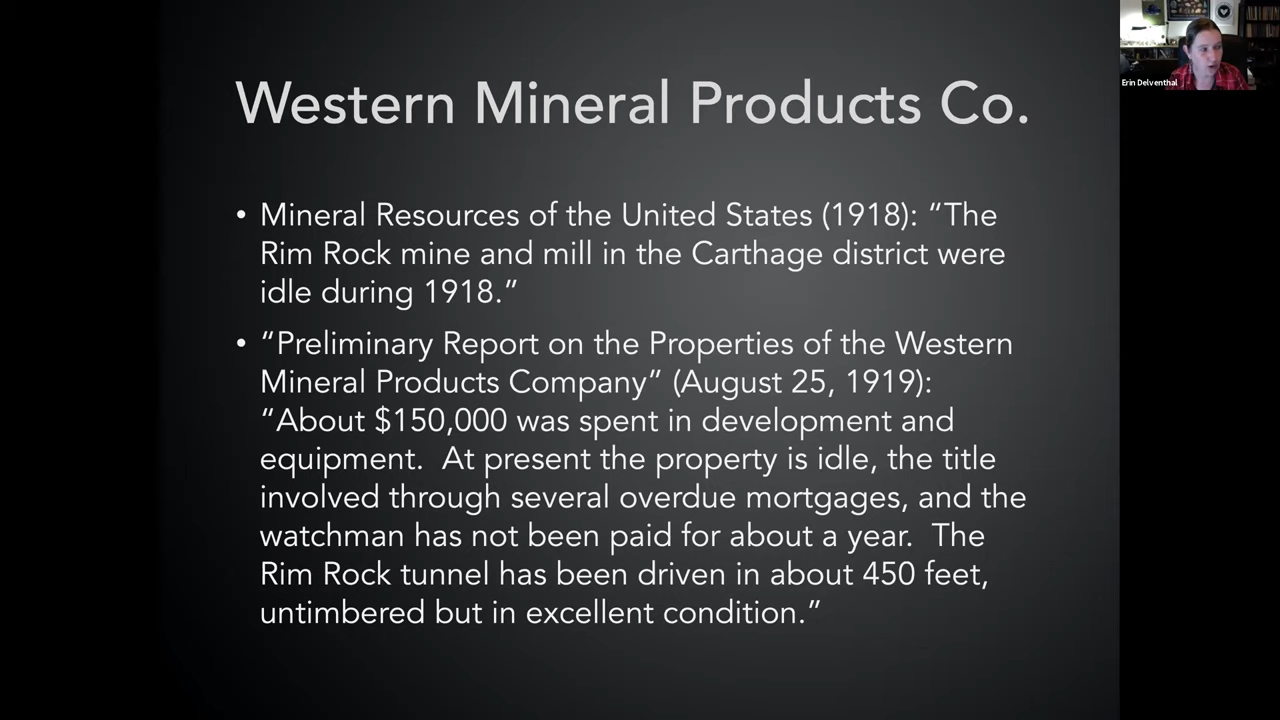 Western Mineral Products Co.
Erin Delventhal
• Mineral Resources of the United States (1918): “The
Rim Rock mine and mill in the Carthage district were
idle during 1918.”
• “Preliminary Report on the Properties of the Western
Mineral Products Company” (August 25, 1919):
“About $150,000 was spent in development and
equipment.  At present the property is idle, the title
involved through several overdue mortgages, and the
watchman has not been paid for about a year.  The
Rim Rock tunnel has been driven in about 450 feet,
untimbered but in excellent condition.”